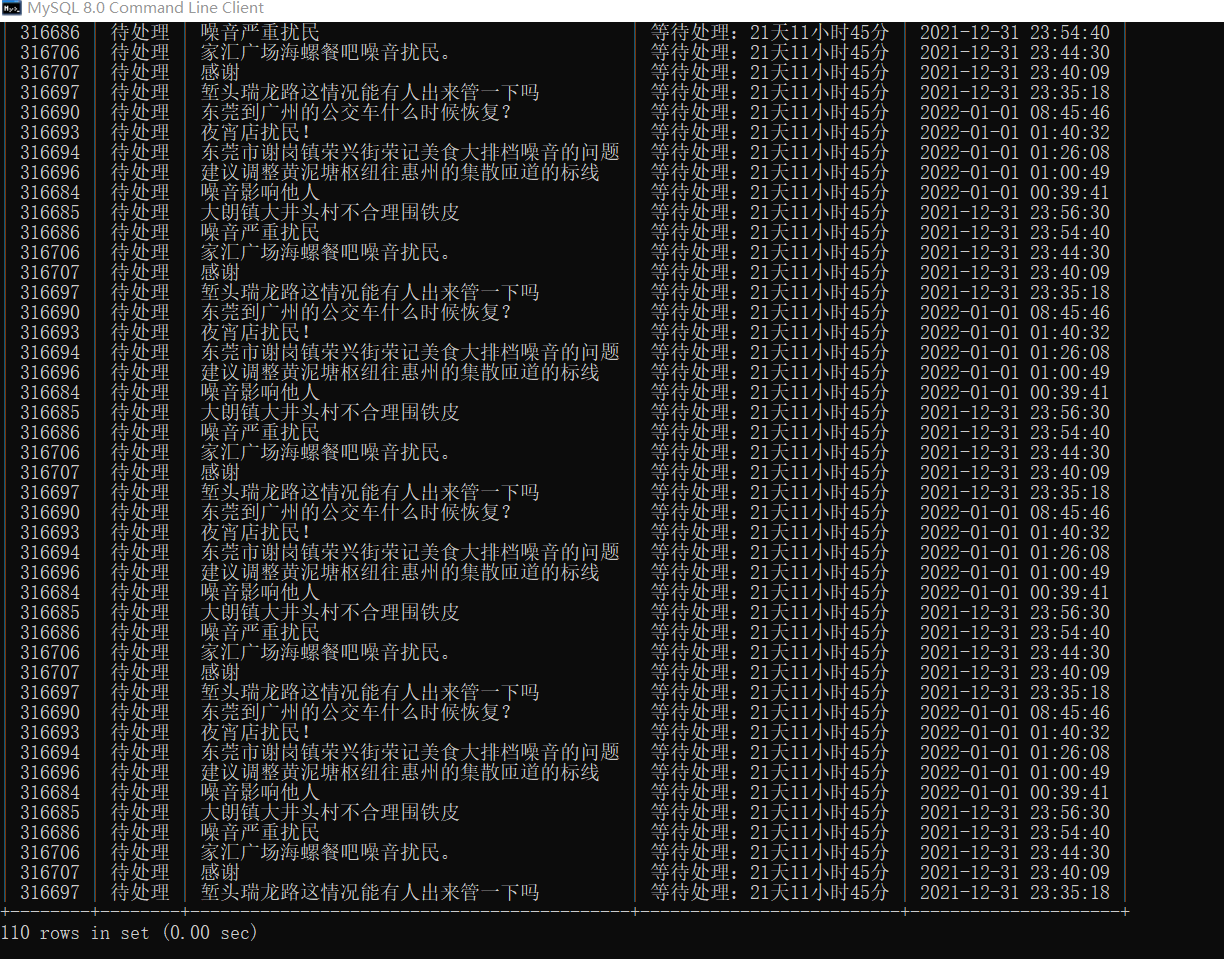 MySQL 8.0 Command Line Client
| 316686 | 待处理 | 噪音严重扰民 | 等待处理：21天11小时45分 | 2021-12-31 23:54:40 |
| 316706 | 待处理 | 家汇广场海螺餐吧噪音扰民。 | 等待处理：21天11小时45分 | 2021-12-31 23:44:30 |
| 316707 | 待处理 | 感谢 | 等待处理：21天11小时45分 | 2021-12-31 23:40:09 |
| 316697 | 待处理 | 堑头瑞龙路这情况能有人出来管一下吗 | 等待处理：21天11小时45分 | 2021-12-31 23:35:18 |
| 316690 | 待处理 | 东莞到广州的公交车什么时候恢复？ | 等待处理：21天11小时45分 | 2022-01-01 08:45:46 |
| 316693 | 待处理 | 夜宵店扰民！ | 等待处理：21天11小时45分 | 2022-01-01 01:40:32 |
| 316694 | 待处理 | 东莞市谢岗镇荣兴街荣记美食大排档噪音的问题 | 等待处理：21天11小时45分 | 2022-01-01 01:26:08 |
| 316696 | 待处理 | 建议调整黄泥塘枢纽往惠州的集散匝道的标线 | 等待处理：21天11小时45分 | 2022-01-01 01:00:49 |
| 316684 | 待处理 | 噪音影响他人 | 等待处理：21天11小时45分 | 2022-01-01 00:39:41 |
| 316685 | 待处理 | 大朗镇大井头村不合理围铁皮 | 等待处理：21天11小时45分 | 2021-12-31 23:56:30 |
| 316686 | 待处理 | 噪音严重扰民 | 等待处理：21天11小时45分 | 2021-12-31 23:54:40 |
| 316706 | 待处理 | 家汇广场海螺餐吧噪音扰民。 | 等待处理：21天11小时45分 | 2021-12-31 23:44:30 |
| 316707 | 待处理 | 感谢 | 等待处理：21天11小时45分 | 2021-12-31 23:40:09 |
| 316697 | 待处理 | 堑头瑞龙路这情况能有人出来管一下吗 | 等待处理：21天11小时45分 | 2021-12-31 23:35:18 |
| 316690 | 待处理 | 东莞到广州的公交车什么时候恢复？ | 等待处理：21天11小时45分 | 2022-01-01 08:45:46 |
| 316693 | 待处理 | 夜宵店扰民！ | 等待处理：21天11小时45分 | 2022-01-01 01:40:32 |
| 316694 | 待处理 | 东莞市谢岗镇荣兴街荣记美食大排档噪音的问题 | 等待处理：21天11小时45分 | 2022-01-01 01:26:08 |
| 316696 | 待处理 | 建议调整黄泥塘枢纽往惠州的集散匝道的标线 | 等待处理：21天11小时45分 | 2022-01-01 01:00:49 |
| 316684 | 待处理 | 噪音影响他人 | 等待处理：21天11小时45分 | 2022-01-01 00:39:41 |
| 316685 | 待处理 | 大朗镇大井头村不合理围铁皮 | 等待处理：21天11小时45分 | 2021-12-31 23:56:30 |
| 316686 | 待处理 | 噪音严重扰民 | 等待处理：21天11小时45分 | 2021-12-31 23:54:40 |
| 316706 | 待处理 | 家汇广场海螺餐吧噪音扰民。 | 等待处理：21天11小时45分 | 2021-12-31 23:44:30 |
| 316707 | 待处理 | 感谢 | 等待处理：21天11小时45分 | 2021-12-31 23:40:09 |
| 316697 | 待处理 | 堑头瑞龙路这情况能有人出来管一下吗 | 等待处理：21天11小时45分 | 2021-12-31 23:35:18 |
| 316690 | 待处理 | 东莞到广州的公交车什么时候恢复？ | 等待处理：21天11小时45分 | 2022-01-01 08:45:46 |
| 316693 | 待处理 | 夜宵店扰民！ | 等待处理：21天11小时45分 | 2022-01-01 01:40:32 |
| 316694 | 待处理 | 东莞市谢岗镇荣兴街荣记美食大排档噪音的问题 | 等待处理：21天11小时45分 | 2022-01-01 01:26:08 |
| 316696 | 待处理 | 建议调整黄泥塘枢纽往惠州的集散匝道的标线 | 等待处理：21天11小时45分 | 2022-01-01 01:00:49 |
| 316684 | 待处理 | 噪音影响他人 | 等待处理：21天11小时45分 | 2022-01-01 00:39:41 |
| 316685 | 待处理 | 大朗镇大井头村不合理围铁皮 | 等待处理：21天11小时45分 | 2021-12-31 23:56:30 |
| 316686 | 待处理 | 噪音严重扰民 | 等待处理：21天11小时45分 | 2021-12-31 23:54:40 |
| 316706 | 待处理 | 家汇广场海螺餐吧噪音扰民。 | 等待处理：21天11小时45分 | 2021-12-31 23:44:30 |
| 316707 | 待处理 | 感谢 | 等待处理：21天11小时45分 | 2021-12-31 23:40:09 |
| 316697 | 待处理 | 堑头瑞龙路这情况能有人出来管一下吗 | 等待处理：21天11小时45分 | 2021-12-31 23:35:18 |
| 316690 | 待处理 | 东莞到广州的公交车什么时候恢复？ | 等待处理：21天11小时45分 | 2022-01-01 08:45:46 |
| 316693 | 待处理 | 夜宵店扰民！ | 等待处理：21天11小时45分 | 2022-01-01 01:40:32 |
| 316694 | 待处理 | 东莞市谢岗镇荣兴街荣记美食大排档噪音的问题 | 等待处理：21天11小时45分 | 2022-01-01 01:26:08 |
| 316696 | 待处理 | 建议调整黄泥塘枢纽往惠州的集散匝道的标线 | 等待处理：21天11小时45分 | 2022-01-01 01:00:49 |
| 316684 | 待处理 | 噪音影响他人 | 等待处理：21天11小时45分 | 2022-01-01 00:39:41 |
| 316685 | 待处理 | 大朗镇大井头村不合理围铁皮 | 等待处理：21天11小时45分 | 2021-12-31 23:56:30 |
| 316686 | 待处理 | 噪音严重扰民 | 等待处理：21天11小时45分 | 2021-12-31 23:54:40 |
| 316706 | 待处理 | 家汇广场海螺餐吧噪音扰民。 | 等待处理：21天11小时45分 | 2021-12-31 23:44:30 |
| 316707 | 待处理 | 感谢 | 等待处理：21天11小时45分 | 2021-12-31 23:40:09 |
| 316697 | 待处理 | 堑头瑞龙路这情况能有人出来管一下吗 | 等待处理：21天11小时45分 | 2021-12-31 23:35:18 |
110 rows in set (0.00 sec)